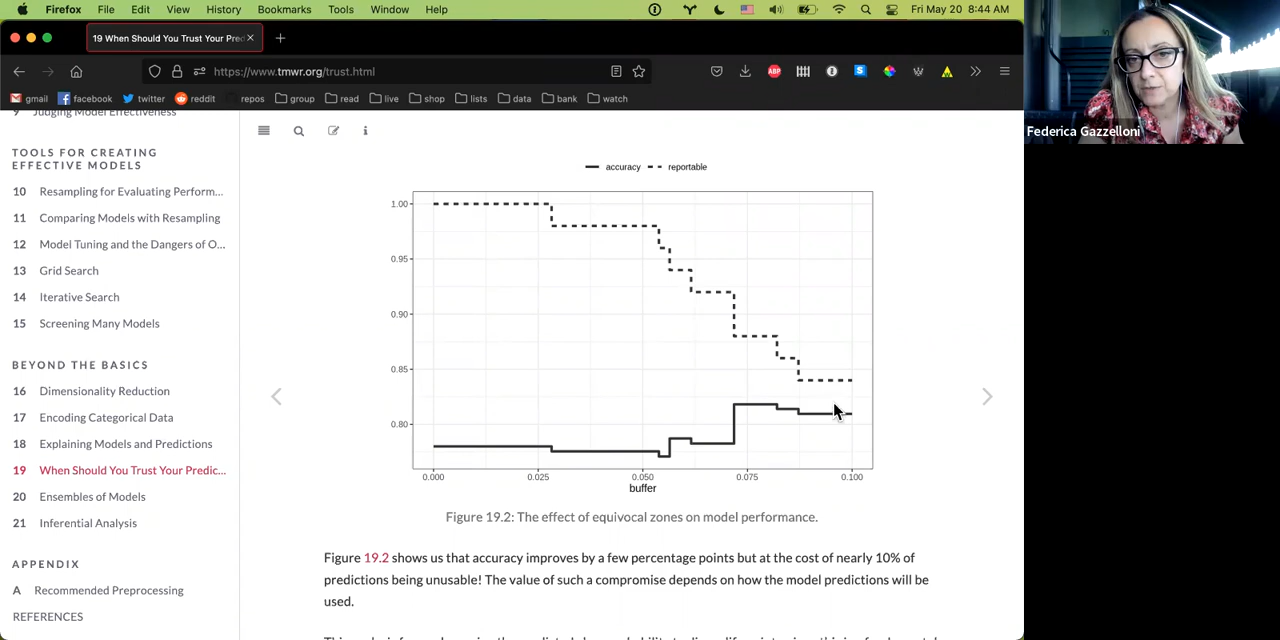 Firefox File Edit View History Bookmarks Tools Window Help Fri May 20 8:44 AM
19 When Should You Trust Your Pred
https://www.tmwr.org/trust.html
gmail facebook twitter reddit repos group read live shop lists data bank watch
9 Judging Model Effectiveness
TOOLS FOR CREATING
EFFECTIVE MODELS
10 Resampling for Evaluating Perform...
11 Comparing Models with Resampling
12 Model Tuning and the Dangers of O...
13 Grid Search
14 Iterative Search
15 Screening Many Models
BEYOND THE BASICS
16 Dimensionality Reduction
17 Encoding Categorical Data
18 Explaining Models and Predictions
19 When Should You Trust Your Predic...
20 Ensembles of Models
21 Inferential Analysis
APPENDIX
A Recommended Preprocessing
REFERENCES
accuracy reportable
1.00
0.95
0.90
0.85
0.80
0.000 0.025 0.050 0.075 0.100
buffer
Figure 19.2: The effect of equivocal zones on model performance.
Figure 19.2 shows us that accuracy improves by a few percentage points but at the cost of nearly 10% of
predictions being unusable! The value of such a compromise depends on how the model predictions will be
used.
Federica Gazzelloni